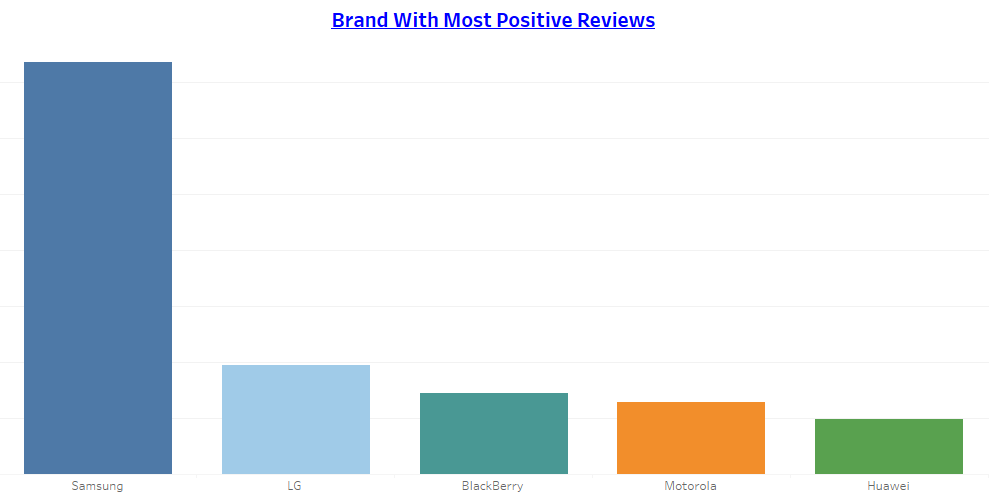 Brand With Most Positive Reviews
Samsung LG BlackBerry Motorola Huawei